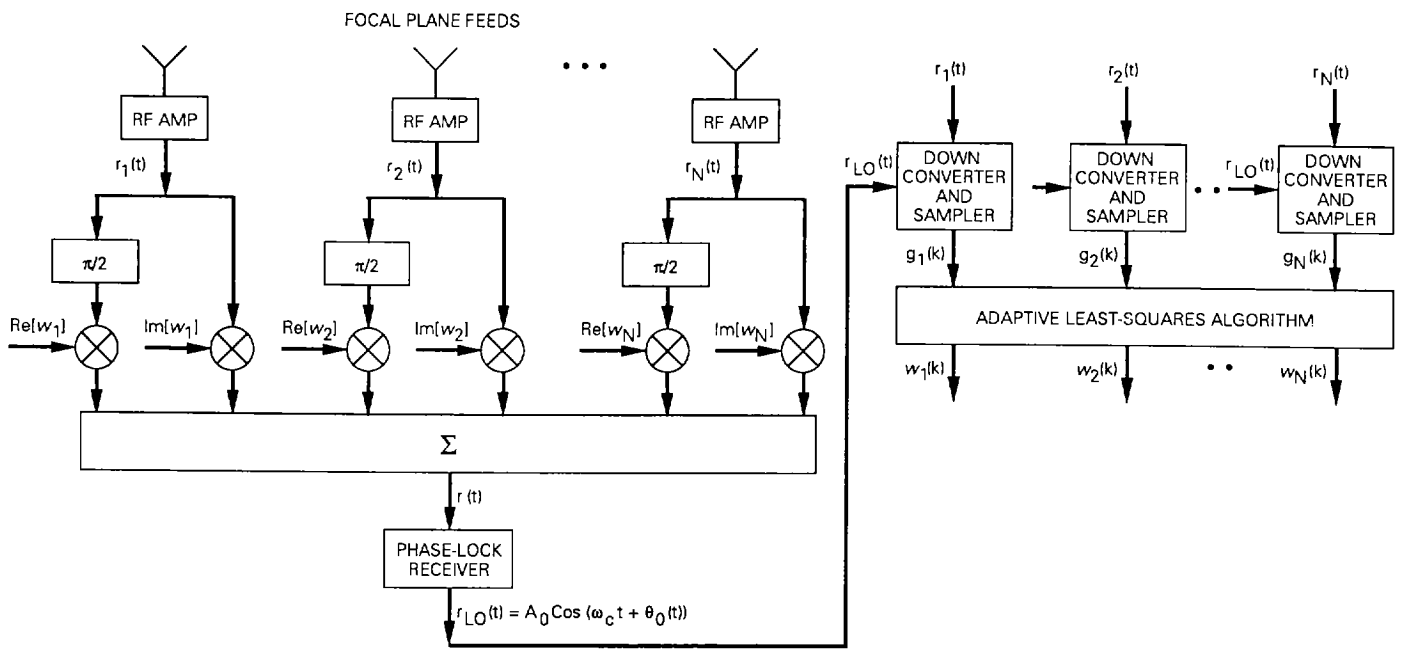 FOCAL PLANE FEEDS
RF AMP
RF AMP
RF AMP
r1(t)
r2(t)
rN(t)
π/2
π/2
π/2
Re[w1]
Im[w1]
Re[w2]
Im[w2]
Re[wN]
Im[wN]
Σ
r(t)
PHASE-LOCK
RECEIVER
rLO(t) = A0Cos (ωc t + θ0(t))
r1(t)
r2(t)
rN(t)
rLO(t)
DOWN
CONVERTER
AND
SAMPLER
DOWN
CONVERTER
AND
SAMPLER
rLO(t)
DOWN
CONVERTER
AND
SAMPLER
g1(k)
g2(k)
gN(k)
ADAPTIVE LEAST-SQUARES ALGORITHM
w1(k)
w2(k)
wN(k)